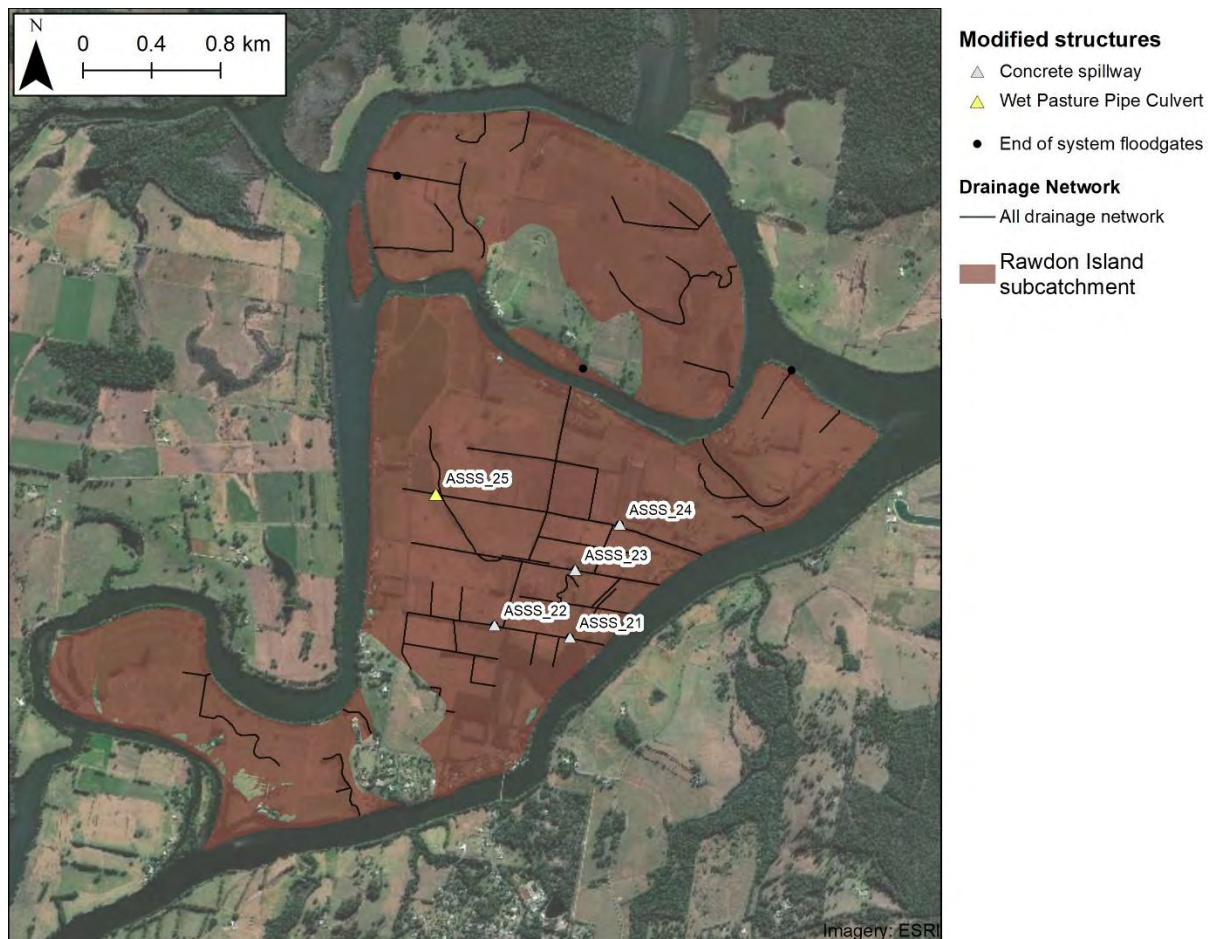 N
0 0.4 0.8 km
ASSS_25
ASSS_24
ASSS_23
ASSS_22
ASSS_21
Imagery: ESRI
Modified structures
Concrete spillway
Wet Pasture Pipe Culvert
End of system floodgates
Drainage Network
All drainage network
Rawdon Island
subcatchment